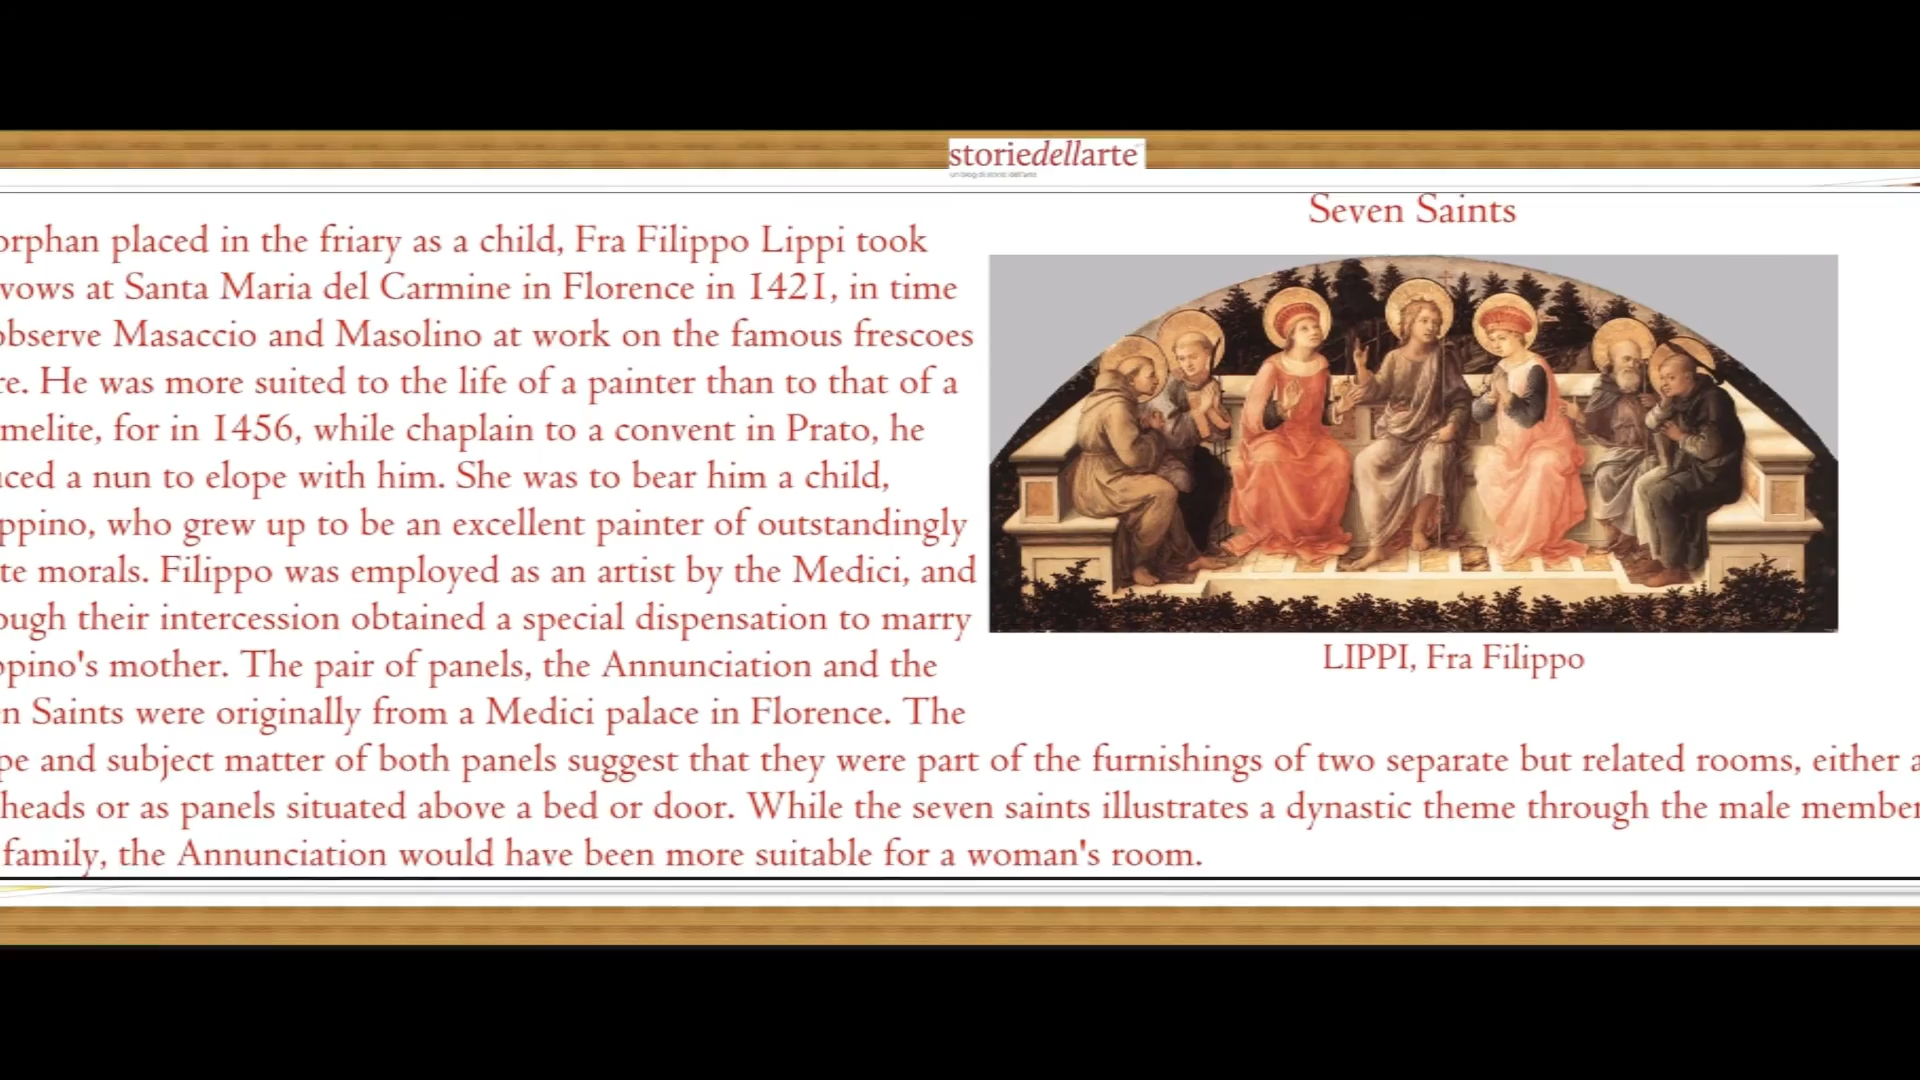 storiedellarte
un blog di storici dell'arte
Seven Saints
orphan placed in the friary as a child, Fra Filippo Lippi took
vows at Santa Maria del Carmine in Florence in 1421, in time
observe Masaccio and Masolino at work on the famous frescoes
re. He was more suited to the life of a painter than to that of a
melite, for in 1456, while chaplain to a convent in Prato, he
uced a nun to elope with him. She was to bear him a child,
ppino, who grew up to be an excellent painter of outstandingly
te morals. Filippo was employed as an artist by the Medici, and
ough their intercession obtained a special dispensation to marry
ppino's mother. The pair of panels, the Annunciation and the
n Saints were originally from a Medici palace in Florence. The
pe and subject matter of both panels suggest that they were part of the furnishings of two separate but related rooms, either a
heads or as panels situated above a bed or door. While the seven saints illustrates a dynastic theme through the male member
family, the Annunciation would have been more suitable for a woman's room.
LIPPI, Fra Filippo